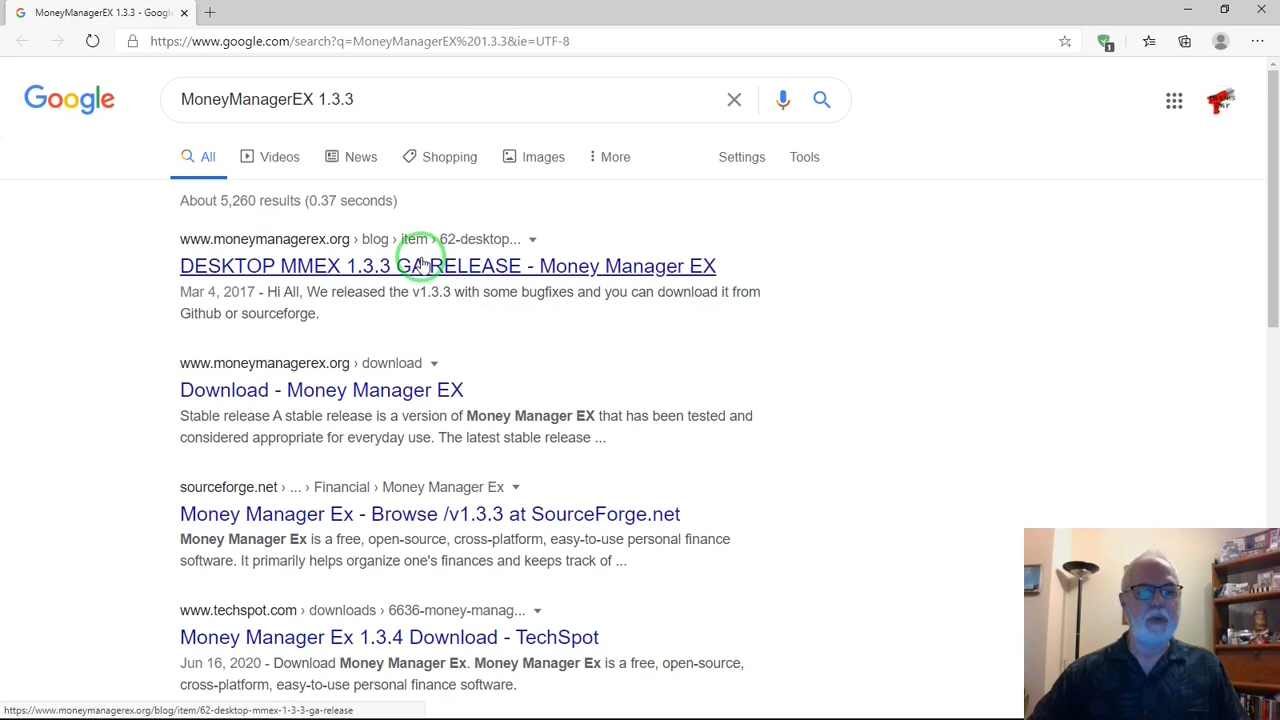 MoneyManagerEX 1.3.3 - Googl
https://www.google.com/search?q=MoneyManagerEX%201.3.3&ie=UTF-8
1
Google
MoneyManagerEX 1.3.3
All
Videos
News
Shopping
Images
More
Settings
Tools
About 5,260 results (0.37 seconds)
www.moneymanagerex.org › blog › item › 62-desktop...
DESKTOP MMEX 1.3.3 GA RELEASE - Money Manager EX
Mar 4, 2017 - Hi All, We released the v1.3.3 with some bugfixes and you can download it from
Github or sourceforge.
www.moneymanagerex.org › download
Download - Money Manager EX
Stable release A stable release is a version of Money Manager EX that has been tested and
considered appropriate for everyday use. The latest stable release ...
sourceforge.net › ... › Financial › Money Manager Ex
Money Manager Ex - Browse /v1.3.3 at SourceForge.net
Money Manager Ex is a free, open-source, cross-platform, easy-to-use personal finance
software. It primarily helps organize one's finances and keeps track of ...
www.techspot.com › downloads › 6636-money-manag...
Money Manager Ex 1.3.4 Download - TechSpot
Jun 16, 2020 - Download Money Manager Ex. Money Manager Ex is a free, open-source,
cross-platform, easy-to-use personal finance software.
https://www.moneymanagerex.org/blog/item/62-desktop-mmex-1-3-3-ga-release